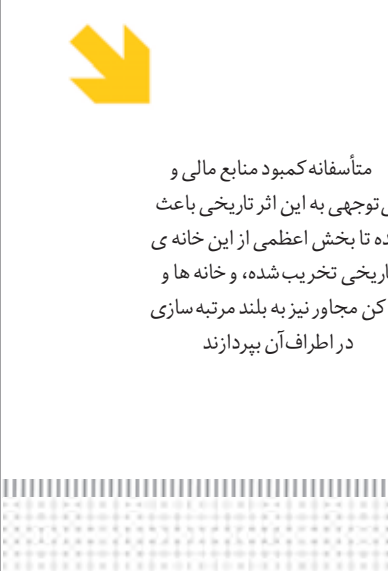 متأسفانه کمبود منابع مالی و
توجهی به این اثر تاریخی باعث
تا بخش اعظمی از این خانه ی
تخریب شده، و خانه ها و
مجاور نیز به بلند مرتبه سازی
در اطراف آن بپردازند